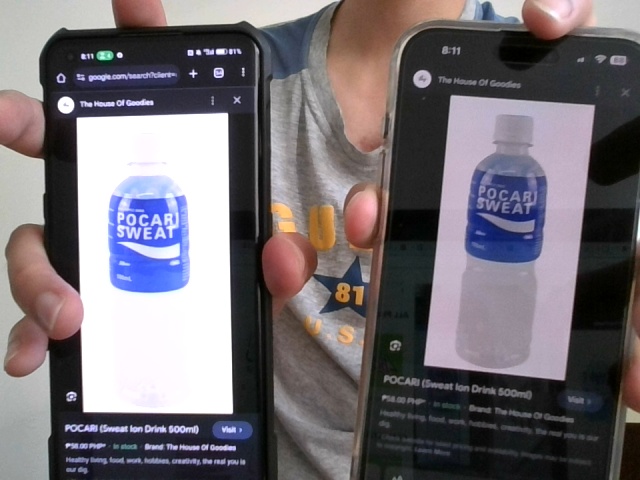 8:11
81%
google.com/search?client=
The House Of Goodies
POCARI
SWEAT
POCARI (Sweat Ion Drink 500ml)
Visit ›
₱58.00 PHP* · In stock · Brand: The House Of Goodies
Healthy living, food, work, hobbies, creativity, the real you is
our dig.
GU
81
U.S.
8:11
The House Of Goodies
POCARI
SWEAT
POCARI (Sweat Ion Drink 500ml)
Visit ›
₱58.00 PHP* · In stock · Brand: The House Of Goodies
Healthy living, food, work, hobbies, creativity, the real you is our
dig.